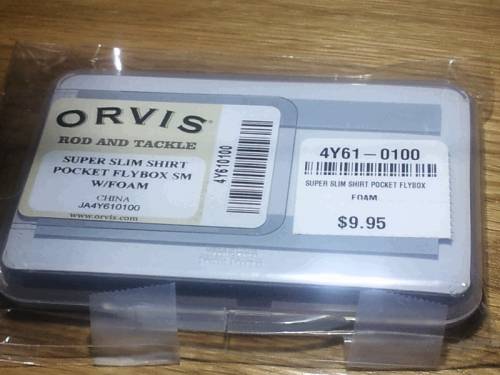 ORVIS
ROD AND TACKLE
SUPER SLIM SHIRT
POCKET FLYBOX SM
W/FOAM
CHINA
JA4Y610100
www.orvis.com
4Y610100
4Y61-0100
SUPER SLIM SHIRT POCKET FLYBOX
FOAM
$9.95